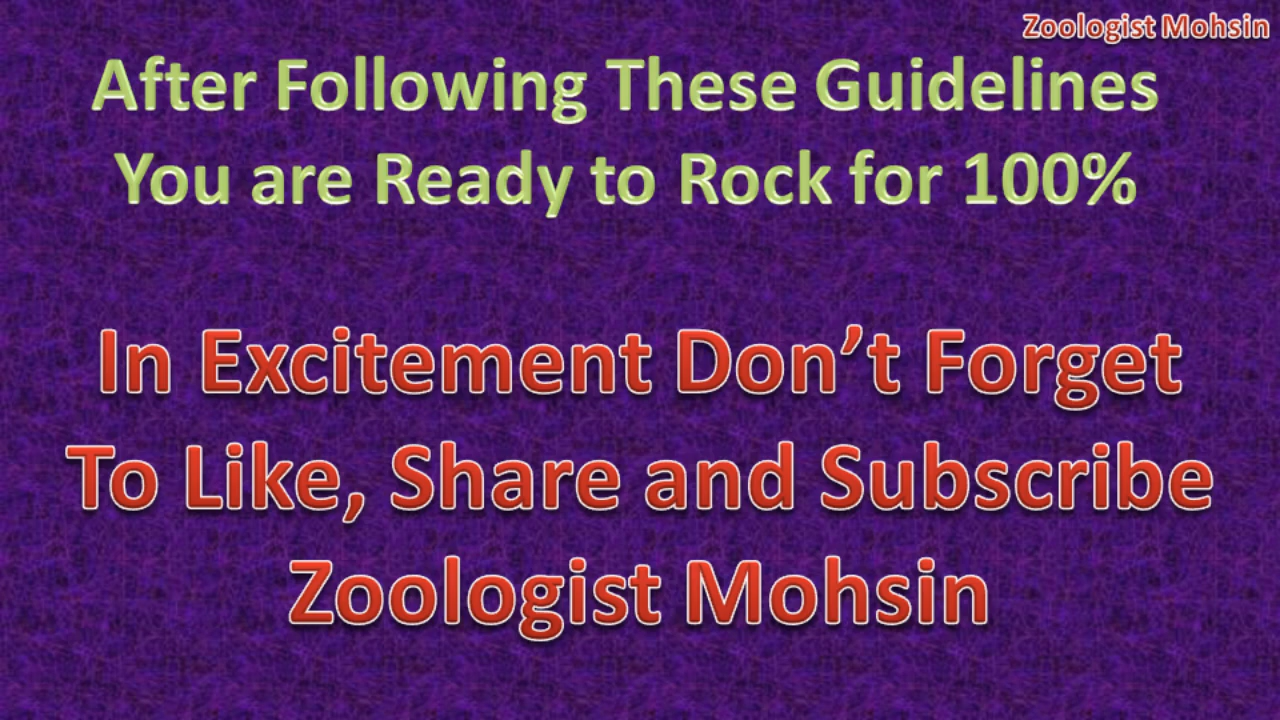 Zoologist Mohsin
After Following These Guidelines
You are Ready to Rock for 100%
In Excitement Don’t Forget
To Like, Share and Subscribe
Zoologist Mohsin